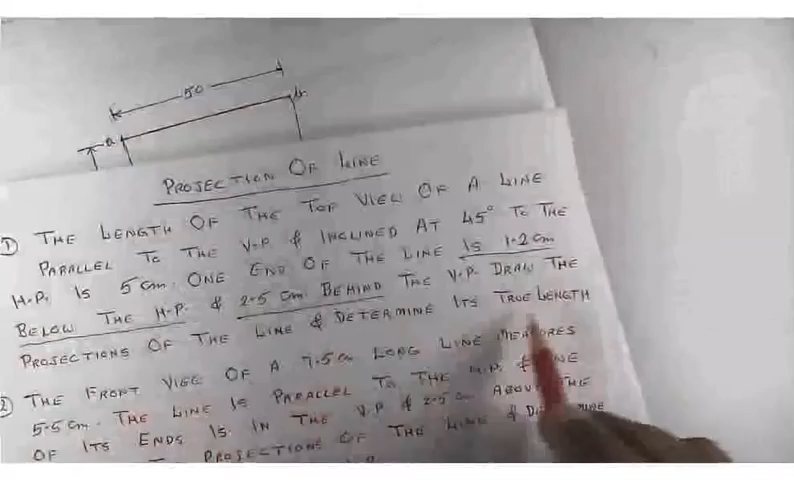 50
a
b
PROJECTION OF LINE
1) THE LENGTH OF THE TOP VIEW OF A LINE
PARALLEL TO THE V.P & INCLINED AT 45° TO THE
H.P. IS 5 cm. ONE END OF THE LINE IS 1.2 cm
BELOW THE H.P. & 2.5 cm BEHIND THE V.P. DRAW THE
PROJECTIONS OF THE LINE & DETERMINE ITS TRUE LENGTH
2) THE FRONT VIEW OF A 7.5 cm LONG LINE MEASURES
5.5 cm. THE LINE IS PARALLEL TO THE H.P. &
OF ITS ENDS IS IN THE V.P & 2.5 cm ABOVE THE
PROJECTIONS OF THE LINE &